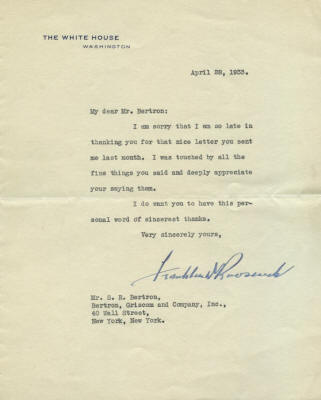 THE WHITE HOUSE
WASHINGTON
April 28, 1933.
My dear Mr. Bertron:
I am sorry that I am so late in
thanking you for that nice letter you sent
me last month. I was touched by all the
fine things you said and deeply appreciate
your saying them.
I do want you to have this per-
sonal word of sincerest thanks.
Very sincerely yours,
Franklin D Roosevelt
Mr. S. R. Bertron,
Bertron, Griscom and Company, Inc.,
40 Wall Street,
New York, New York.